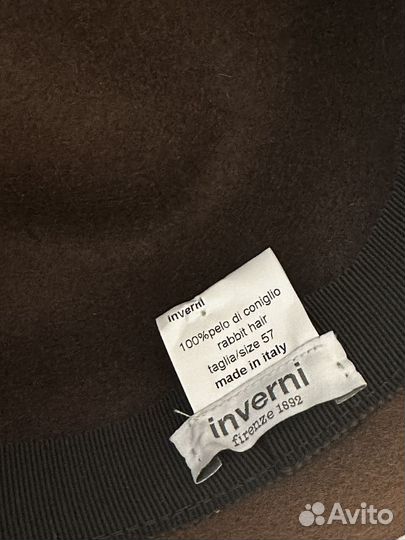 inverni
100%pelo di coniglio
rabbit hair
taglia/size 57
made in italy
inverni
firenze 1892
Avito